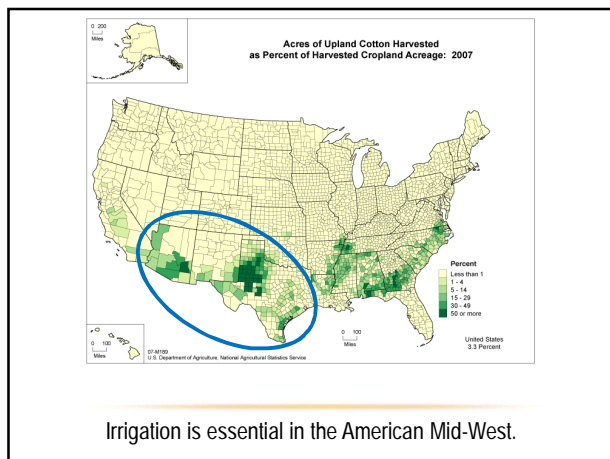 0 200
Miles
Acres of Upland Cotton Harvested
as Percent of Harvested Cropland Acreage: 2007
Percent
Less than 1
1 - 4
5 - 14
15 - 29
30 - 49
50 or more
United States
3.3 Percent
0 100
Miles
0 100
Miles
07-M189
U.S. Department of Agriculture, National Agricultural Statistics Service
Irrigation is essential in the American Mid-West.